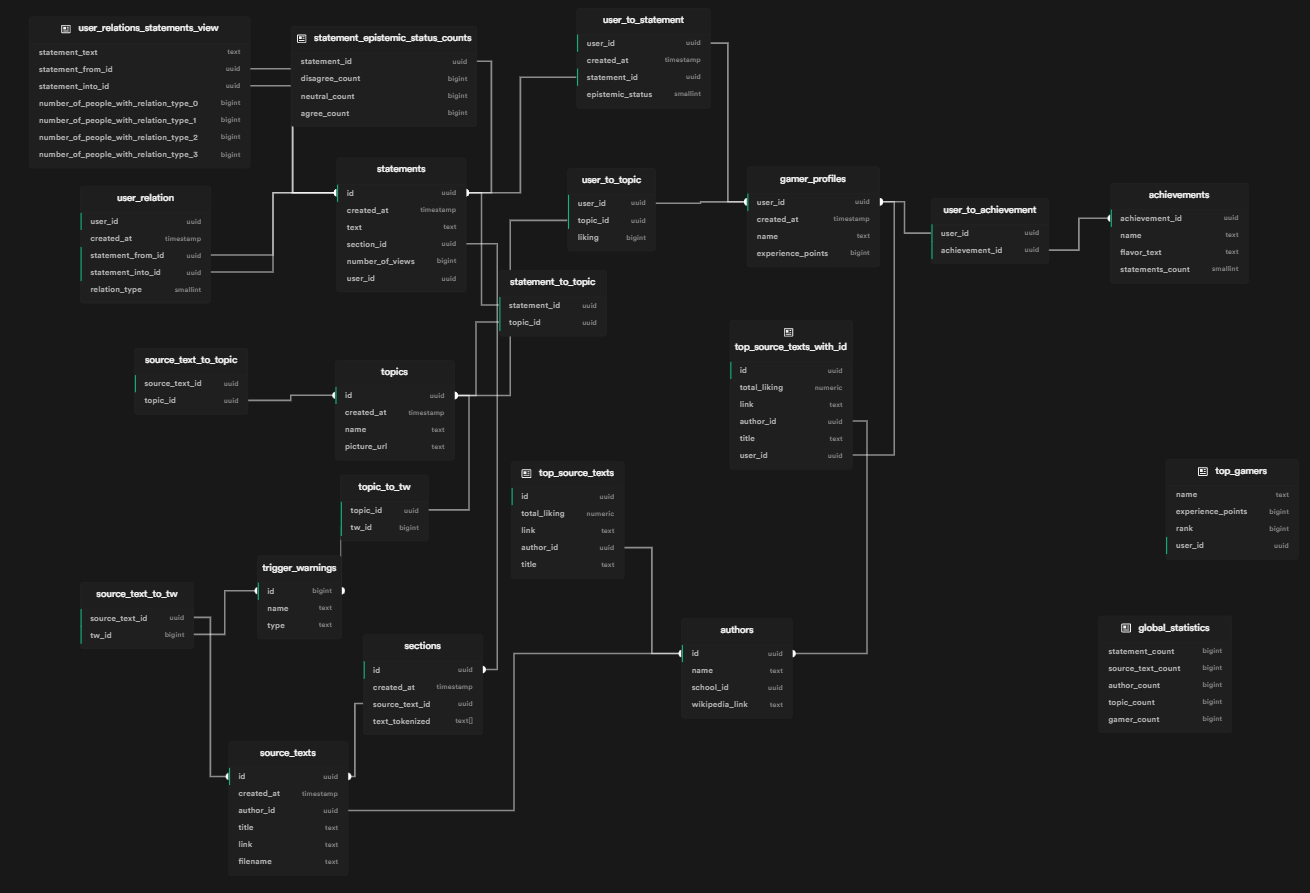 user_relations_statements_view
statement_text text
statement_from_id uuid
statement_into_id uuid
number_of_people_with_relation_type_0 bigint
number_of_people_with_relation_type_1 bigint
number_of_people_with_relation_type_2 bigint
number_of_people_with_relation_type_3 bigint
statement_epistemic_status_counts
statement_id uuid
disagree_count bigint
neutral_count bigint
agree_count bigint
user_to_statement
user_id uuid
created_at timestamp
statement_id uuid
epistemic_status smallint
user_relation
user_id uuid
created_at timestamp
statement_from_id uuid
statement_into_id uuid
relation_type smallint
statements
id uuid
created_at timestamp
text text
section_id uuid
number_of_views bigint
user_id uuid
user_to_topic
user_id uuid
topic_id uuid
liking bigint
gamer_profiles
user_id uuid
created_at timestamp
name text
experience_points bigint
user_to_achievement
user_id uuid
achievement_id uuid
achievements
achievement_id uuid
name text
flavor_text text
statements_count smallint
statement_to_topic
statement_id uuid
topic_id uuid
source_text_to_topic
source_text_id uuid
topic_id uuid
topics
id uuid
created_at timestamp
name text
picture_url text
top_source_texts_with_id
id uuid
total_liking numeric
link text
author_id uuid
title text
user_id uuid
topic_to_tw
topic_id uuid
tw_id bigint
top_source_texts
id uuid
total_liking numeric
link text
author_id uuid
title text
top_gamers
name text
experience_points bigint
rank bigint
user_id uuid
source_text_to_tw
source_text_id uuid
tw_id bigint
trigger_warnings
id bigint
name text
type text
sections
id uuid
created_at timestamp
source_text_id uuid
text_tokenized text[]
authors
id uuid
name text
school_id uuid
wikipedia_link text
global_statistics
statement_count bigint
source_text_count bigint
author_count bigint
topic_count bigint
gamer_count bigint
source_texts
id uuid
created_at timestamp
author_id uuid
title text
link text
filename text